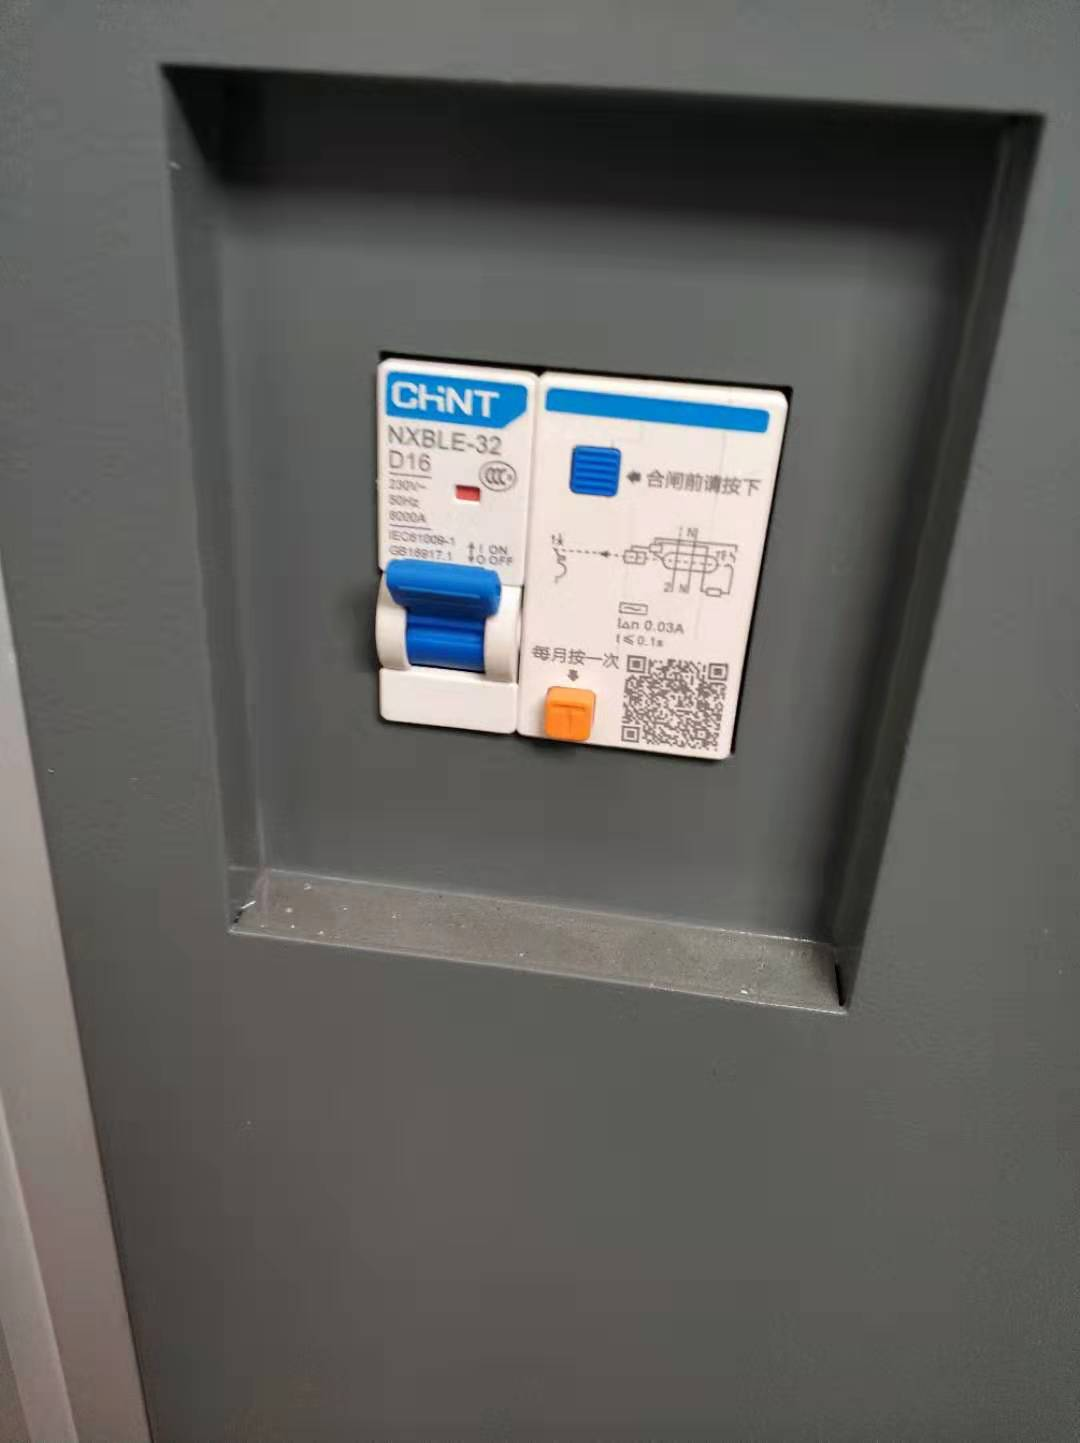 CHNT
NXBLE-32
D16
230V~
50Hz
6000A
IEC61009-1
GB16917.1
I ON
O OFF
合闸前请按下
1 N
2 N
I△n 0.03A
t≤0.1s
每月按一次
T